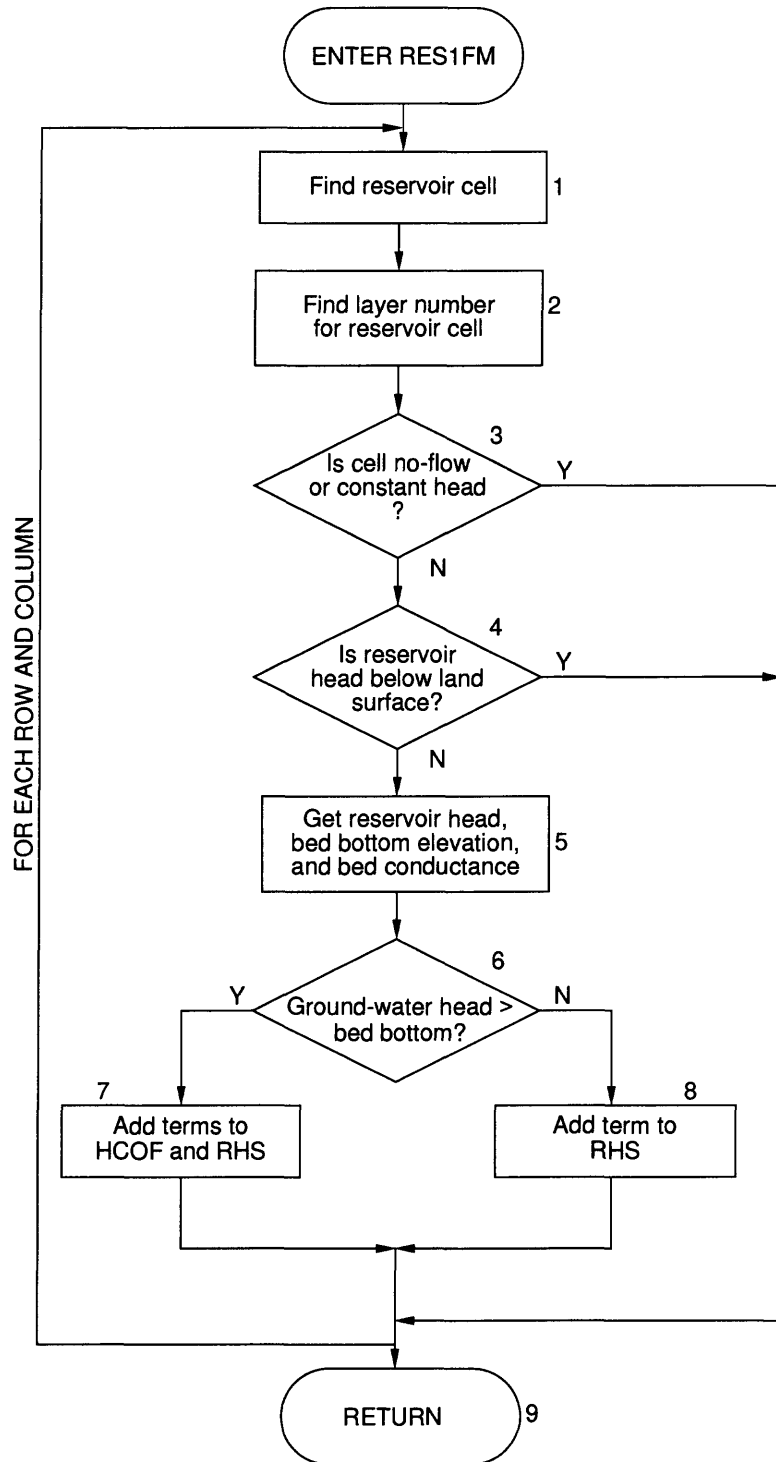 ENTER RES1FM
Find reservoir cell
1
Find layer number
for reservoir cell
2
3
Is cell no-flow
or constant head
?
Y
N
4
Is reservoir
head below land
surface?
Y
N
FOR EACH ROW AND COLUMN
Get reservoir head,
bed bottom elevation,
and bed conductance
5
6
Y
Ground-water head >
bed bottom?
N
7
Add terms to
HCOF and RHS
8
Add term to
RHS
RETURN
9